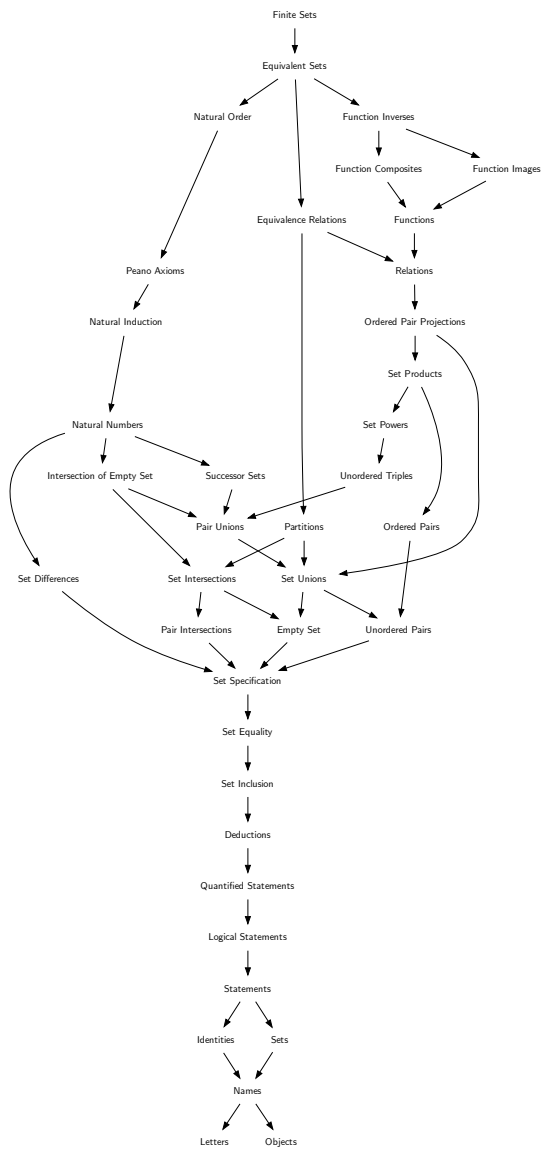 Finite Sets
Equivalent Sets
Natural Order
Function Inverses
Function Composites
Function Images
Equivalence Relations
Functions
Peano Axioms
Relations
Natural Induction
Ordered Pair Projections
Set Products
Natural Numbers
Set Powers
Intersection of Empty Set
Successor Sets
Unordered Triples
Pair Unions
Partitions
Ordered Pairs
Set Differences
Set Intersections
Set Unions
Pair Intersections
Empty Set
Unordered Pairs
Set Specification
Set Equality
Set Inclusion
Deductions
Quantified Statements
Logical Statements
Statements
Identities
Sets
Names
Letters
Objects